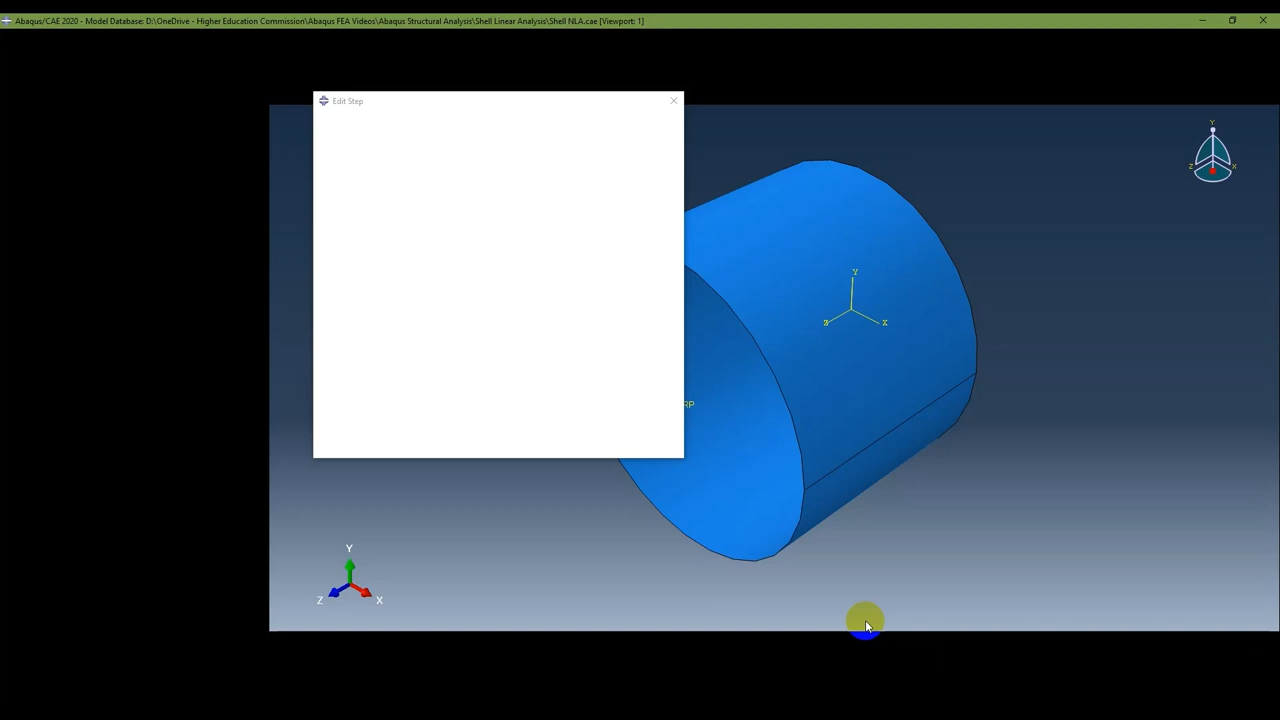 Abaqus/CAE 2020 - Model Database: D:\OneDrive - Higher Education Commission\Abaqus FEA Videos\Abaqus Structural Analysis\Shell Linear Analysis\Shell NLA.cae [Viewport: 1]
Edit Step
Y
Z X
Y
Z X
RP
Y
Z X